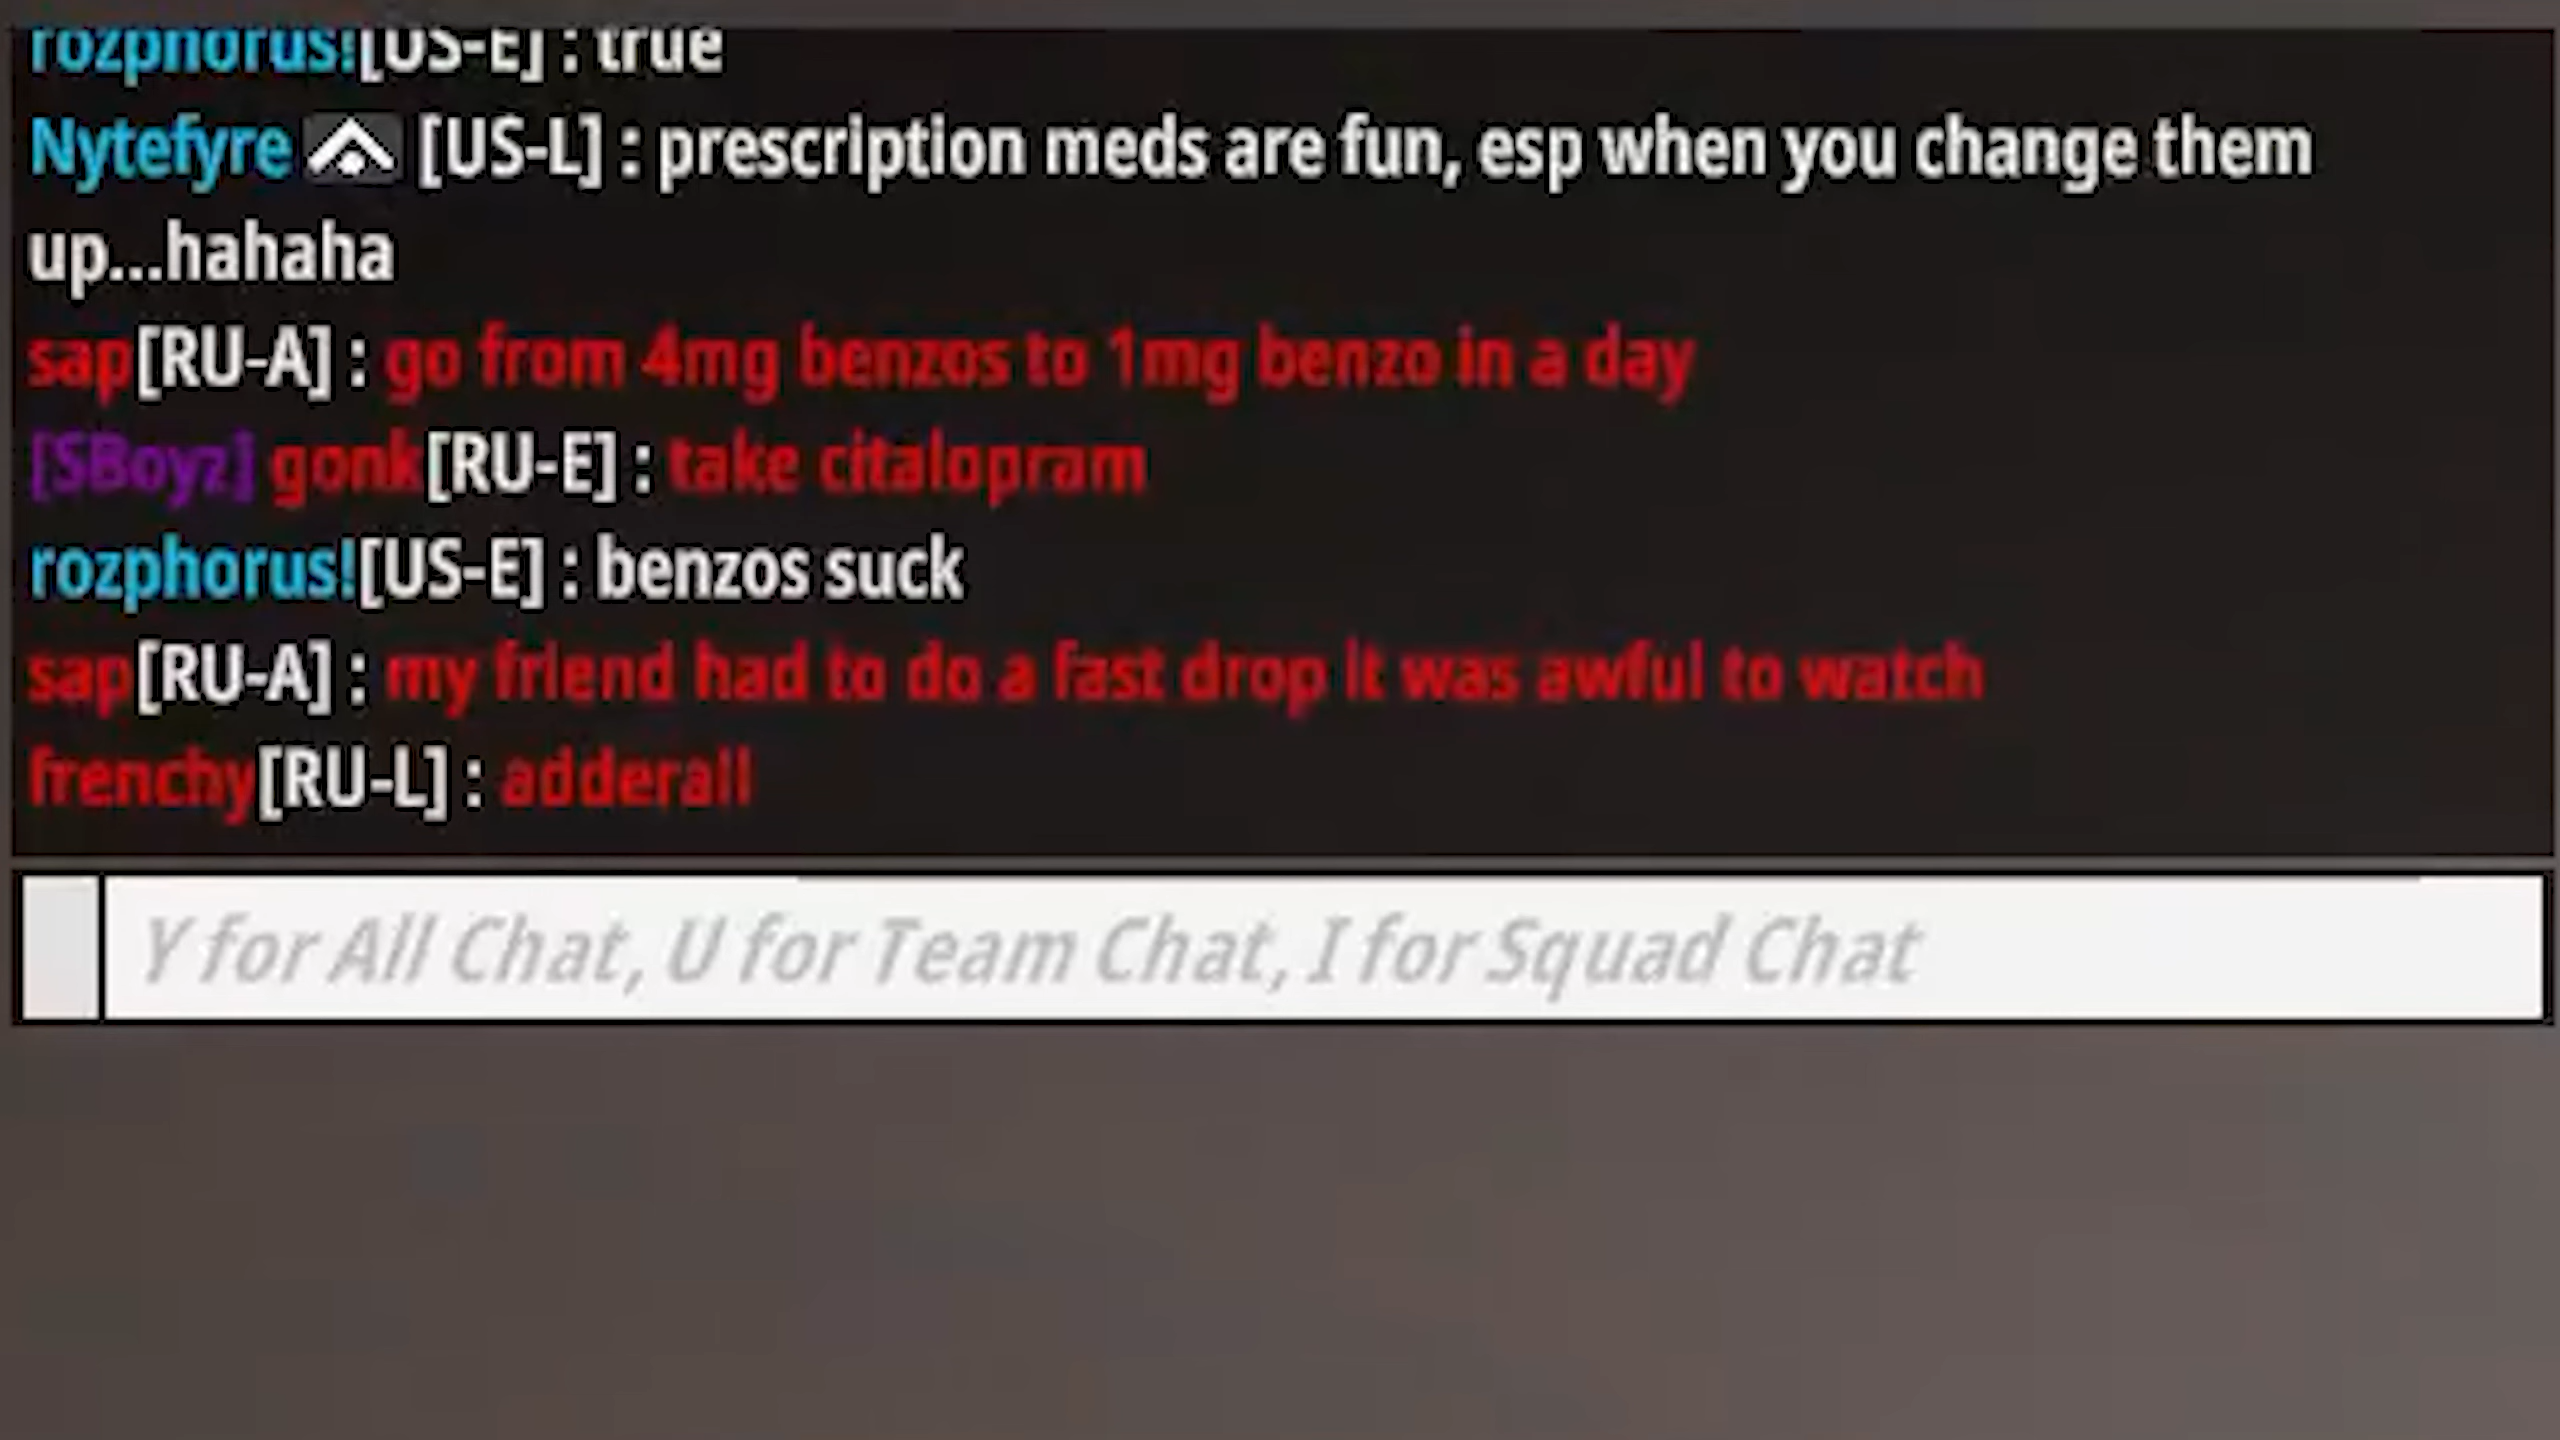 rozphorus![US-E] : true
Nytefyre [US-L] : prescription meds are fun, esp when you change them
up...hahaha
sap[RU-A] : go from 4mg benzos to 1mg benzo in a day
[SBoyz] gonk[RU-E] : take citalopram
rozphorus![US-E] : benzos suck
sap[RU-A] : my friend had to do a fast drop it was awful to watch
frenchy[RU-L] : adderall
Y for All Chat, U for Team Chat, I for Squad Chat